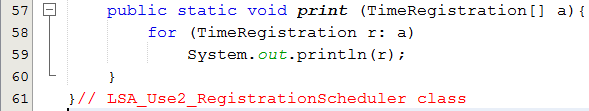 57 public static void print (TimeRegistration[] a){
58 for (TimeRegistration r: a)
59 System.out.println(r);
60 }
61 }// LSA_Use2_RegistrationScheduler class